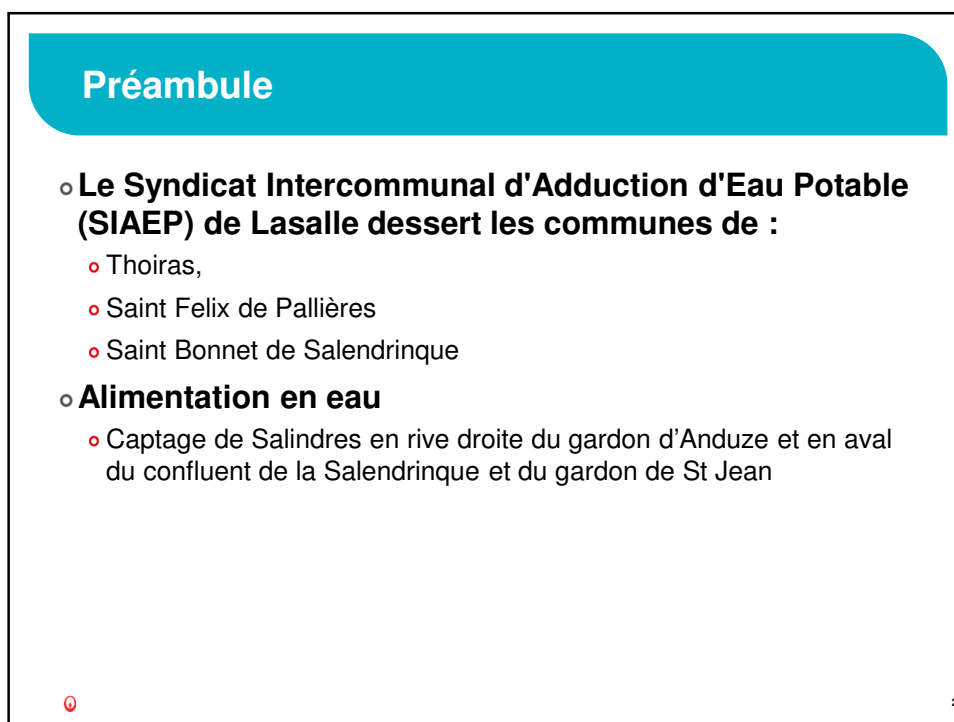 Préambule
Le Syndicat Intercommunal d'Adduction d'Eau Potable
(SIAEP) de Lasalle dessert les communes de :
Thoiras,
Saint Felix de Pallières
Saint Bonnet de Salendrinque
Alimentation en eau
Captage de Salindres en rive droite du gardon d’Anduze et en aval
du confluent de la Salendrinque et du gardon de St Jean
2